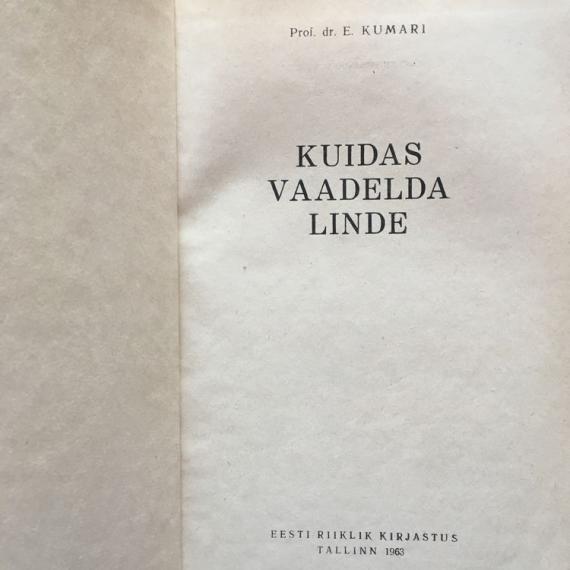 Prof. dr. E. KUMARI
KUIDAS
VAADELDA
LINDE
EESTI RIIKLIK KIRJASTUS
TALLINN 1963